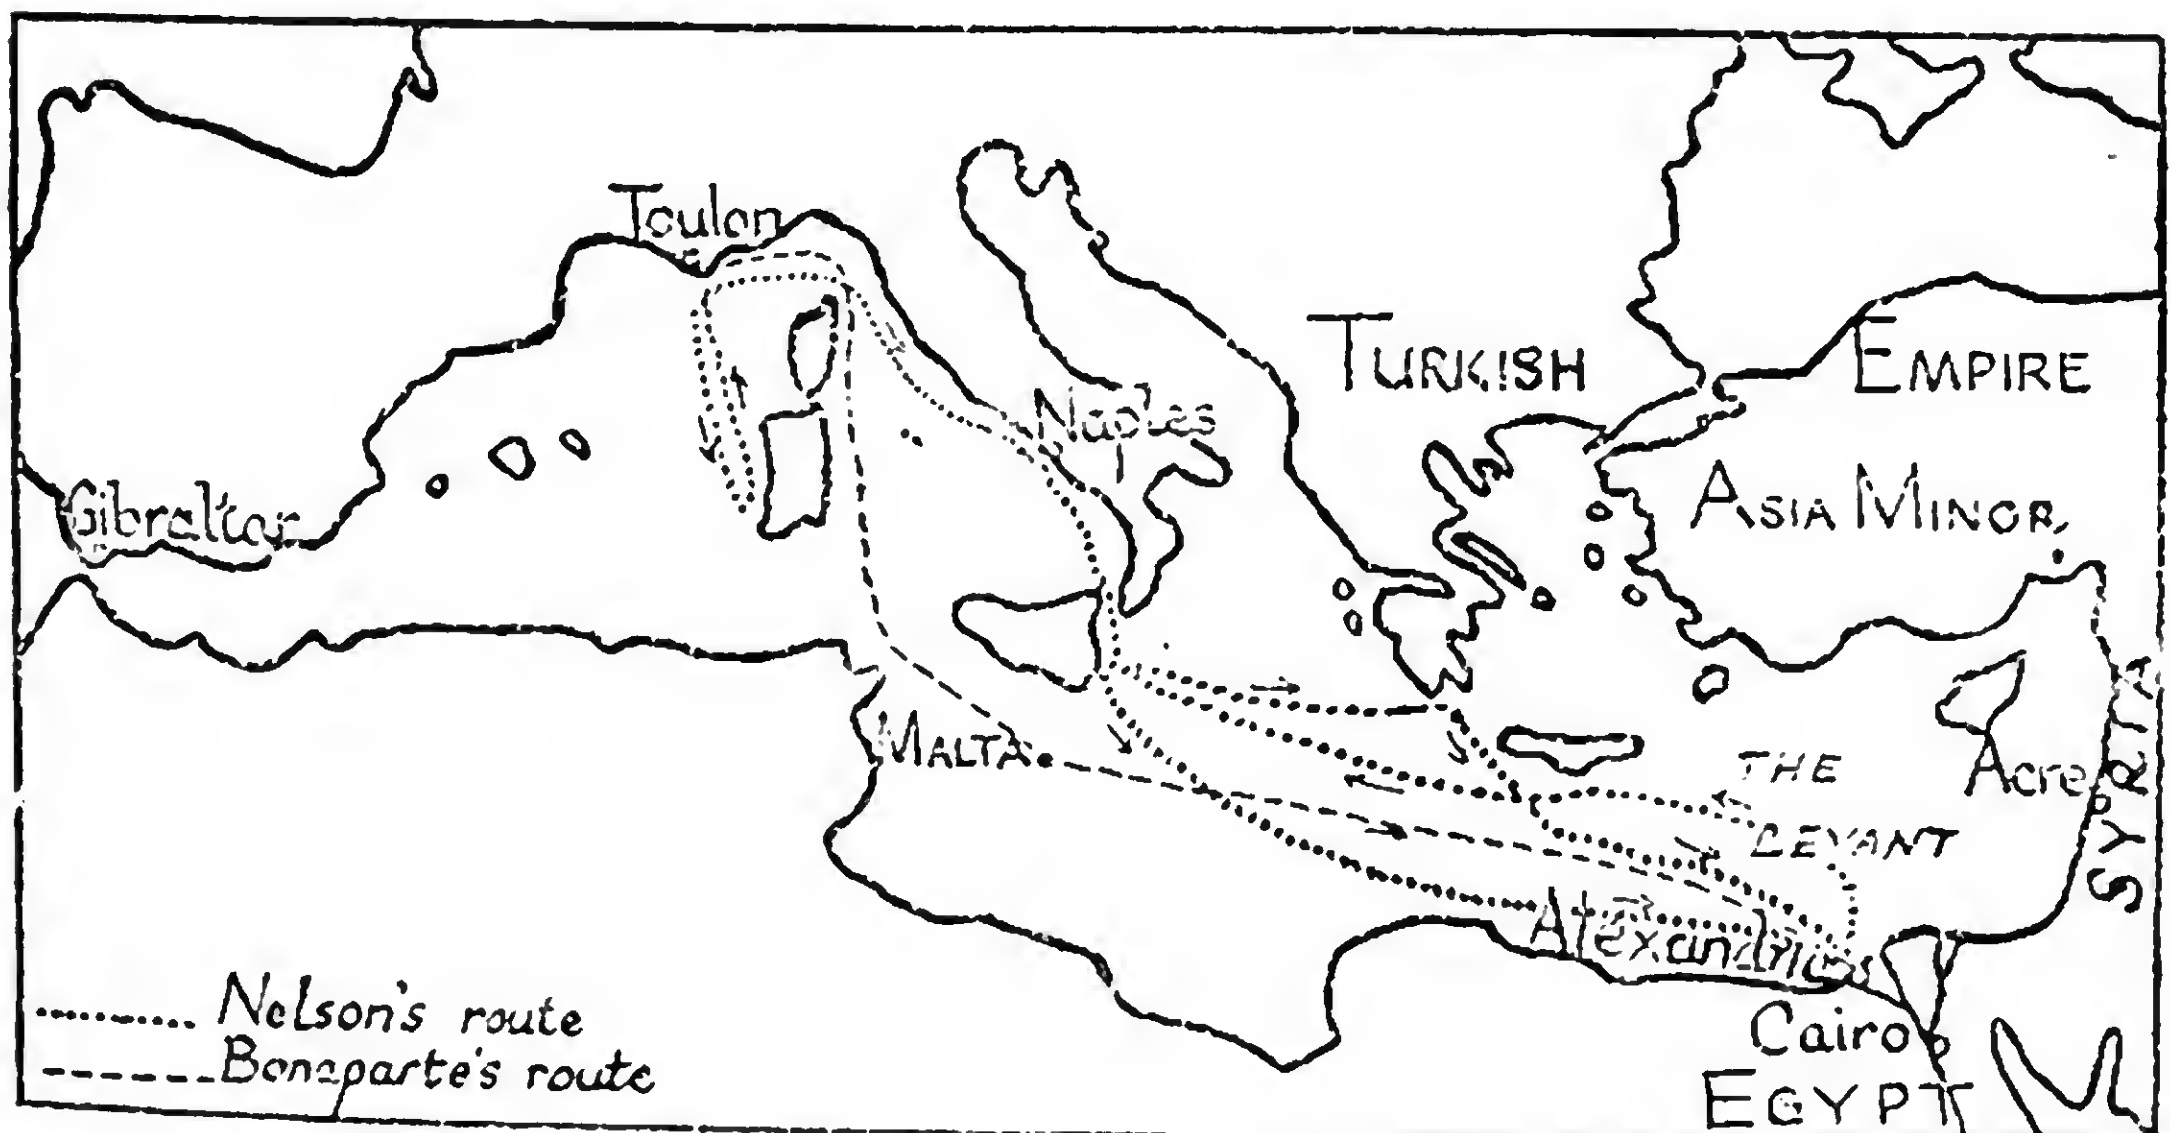 Toulon
TURKISH EMPIRE
Naples
ASIA MINOR
Gibraltar
SYRIA
MALTA
THE
LEVANT
Acre
Alexandria
Nelson's route
Bonaparte's route
Cairo
EGYPT